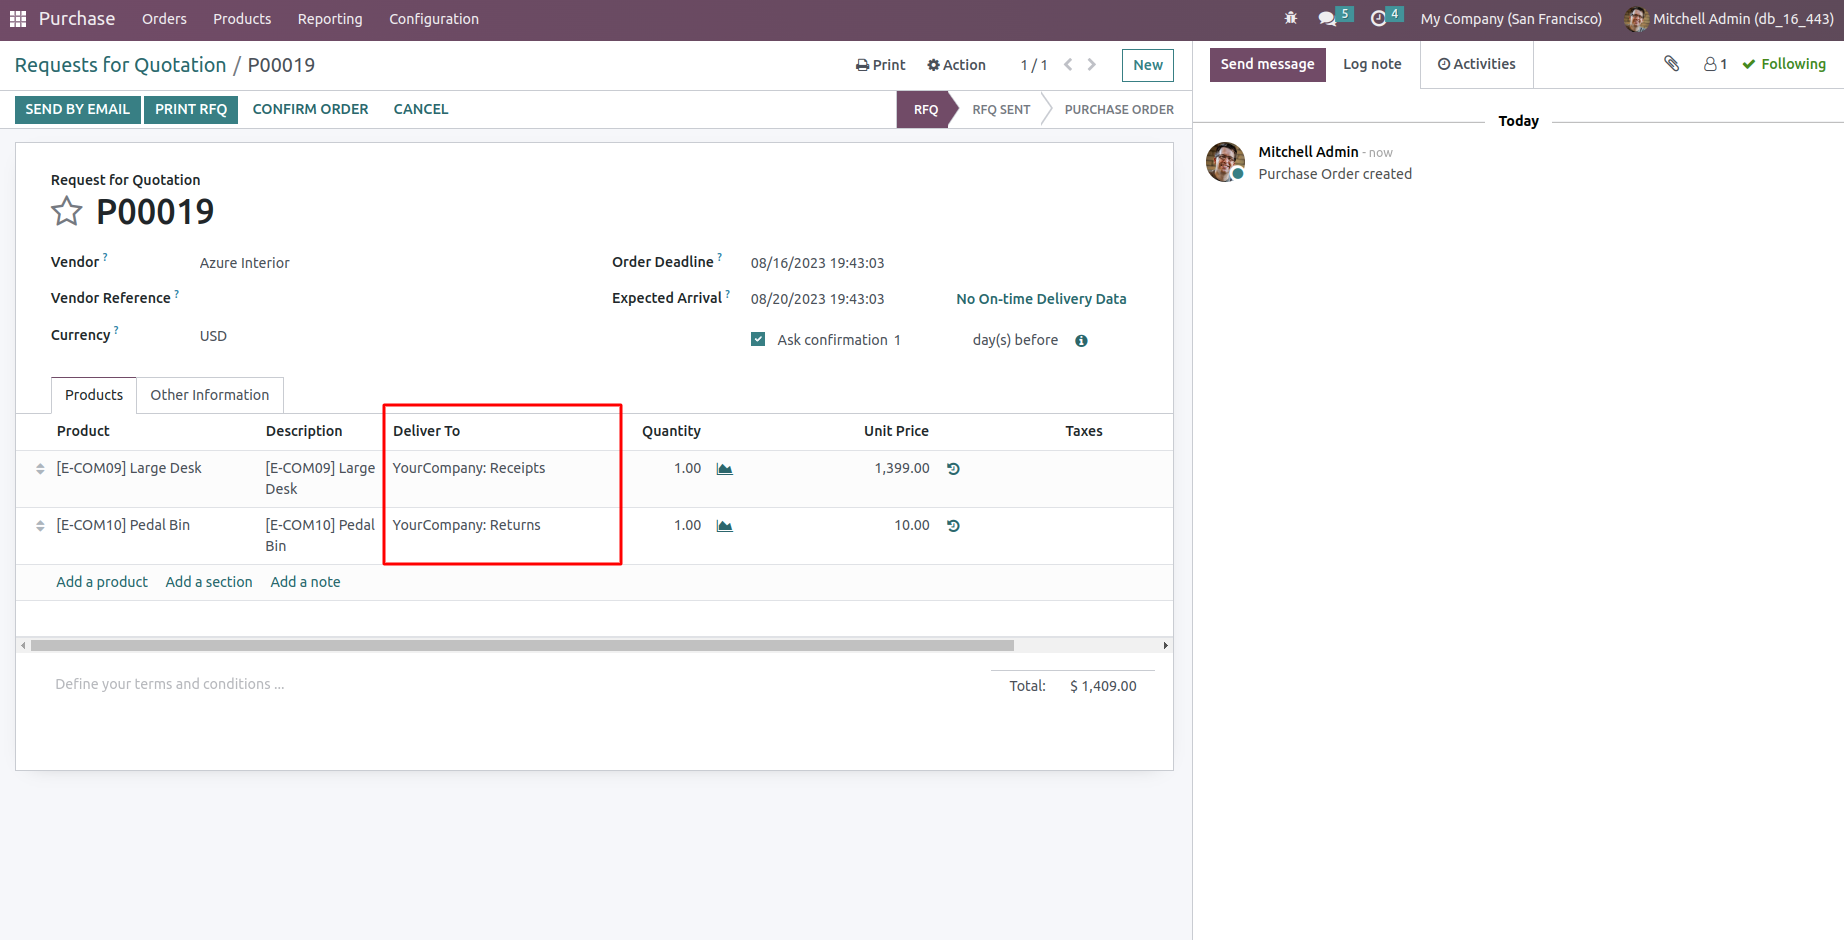 Purchase Orders Products Reporting Configuration 5 4 My Company (San Francisco) Mitchell Admin (db_16_443)
Requests for Quotation / P00019 Print Action 1 / 1 New
SEND BY EMAIL PRINT RFQ CONFIRM ORDER CANCEL RFQ RFQ SENT PURCHASE ORDER
Request for Quotation
P00019
Vendor ? Azure Interior Order Deadline ? 08/16/2023 19:43:03
Vendor Reference ? Expected Arrival ? 08/20/2023 19:43:03 No On-time Delivery Data
Currency ? USD Ask confirmation 1 day(s) before
Products Other Information
Product Description Deliver To Quantity Unit Price Taxes
[E-COM09] Large Desk [E-COM09] Large YourCompany: Receipts 1.00 1,399.00
Desk
[E-COM10] Pedal Bin [E-COM10] Pedal YourCompany: Returns 1.00 10.00
Bin
Add a product Add a section Add a note
Define your terms and conditions ... Total: $ 1,409.00
Send message Log note Activities 1 Following
Today
Mitchell Admin - now
Purchase Order created